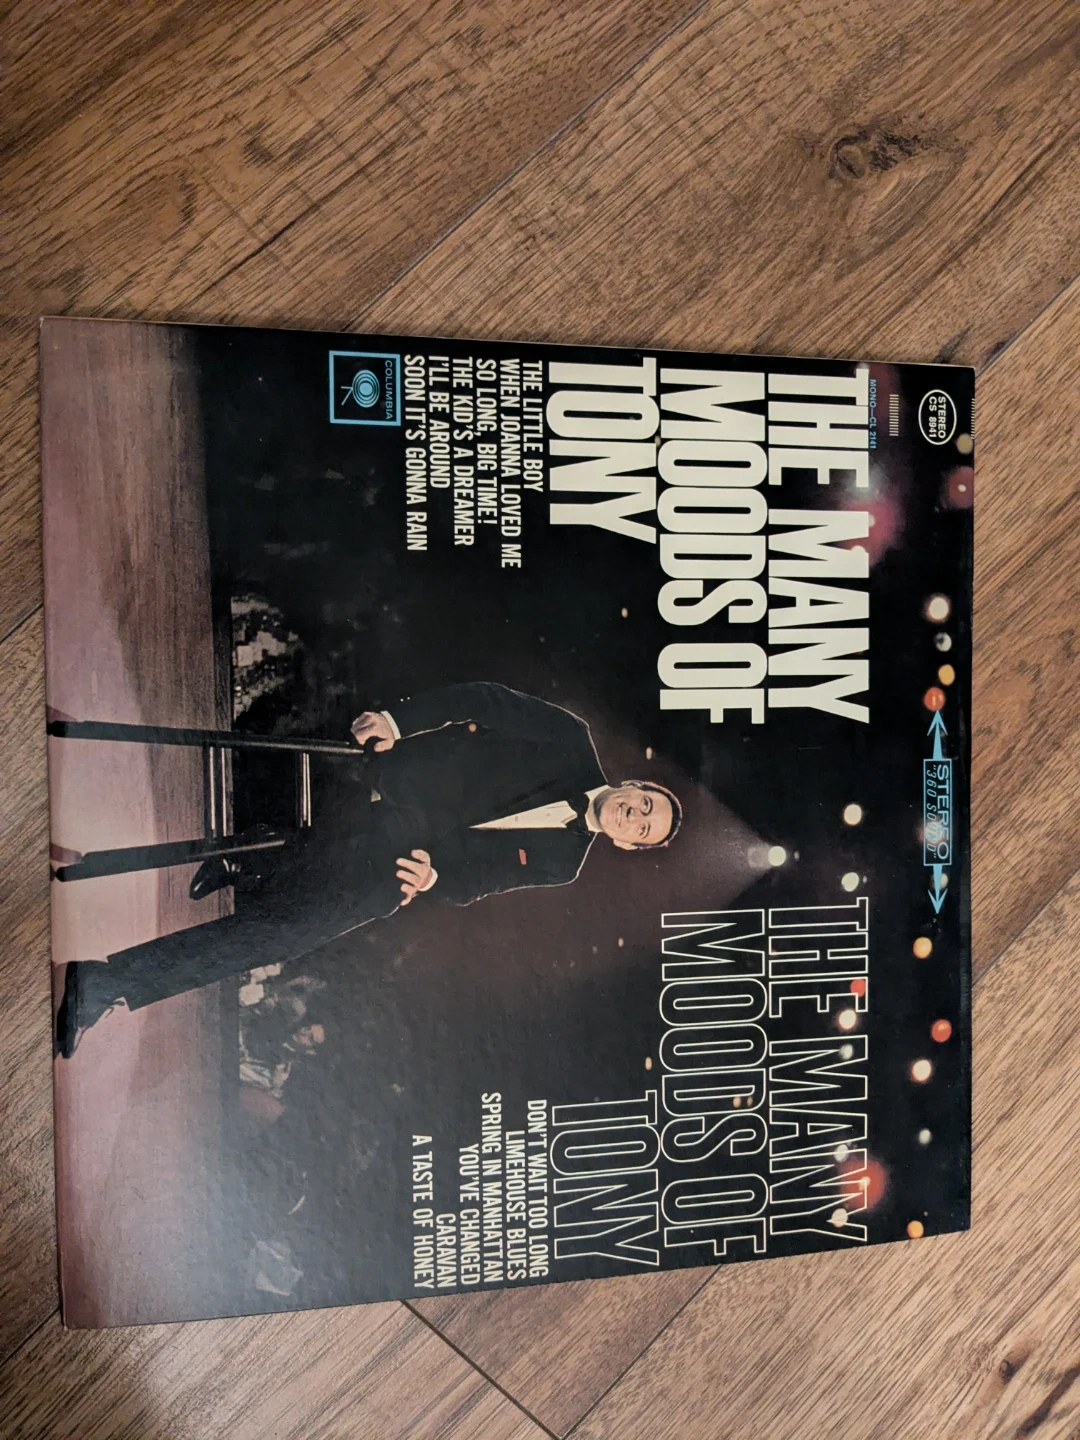 STEREO
CS 8941
MONO—CL 2141
STEREO
"360 SOUND"
THE MANY
MOODS OF
TONY
THE LITTLE BOY
WHEN JOANNA LOVED ME
SO LONG, BIG TIME!
THE KID'S A DREAMER
I'LL BE AROUND
SOON IT'S GONNA RAIN
COLUMBIA
THE MANY
MOODS OF
TONY
DON'T WAIT TOO LONG
LIMEHOUSE BLUES
SPRING IN MANHATTAN
YOU'VE CHANGED
CARAVAN
A TASTE OF HONEY